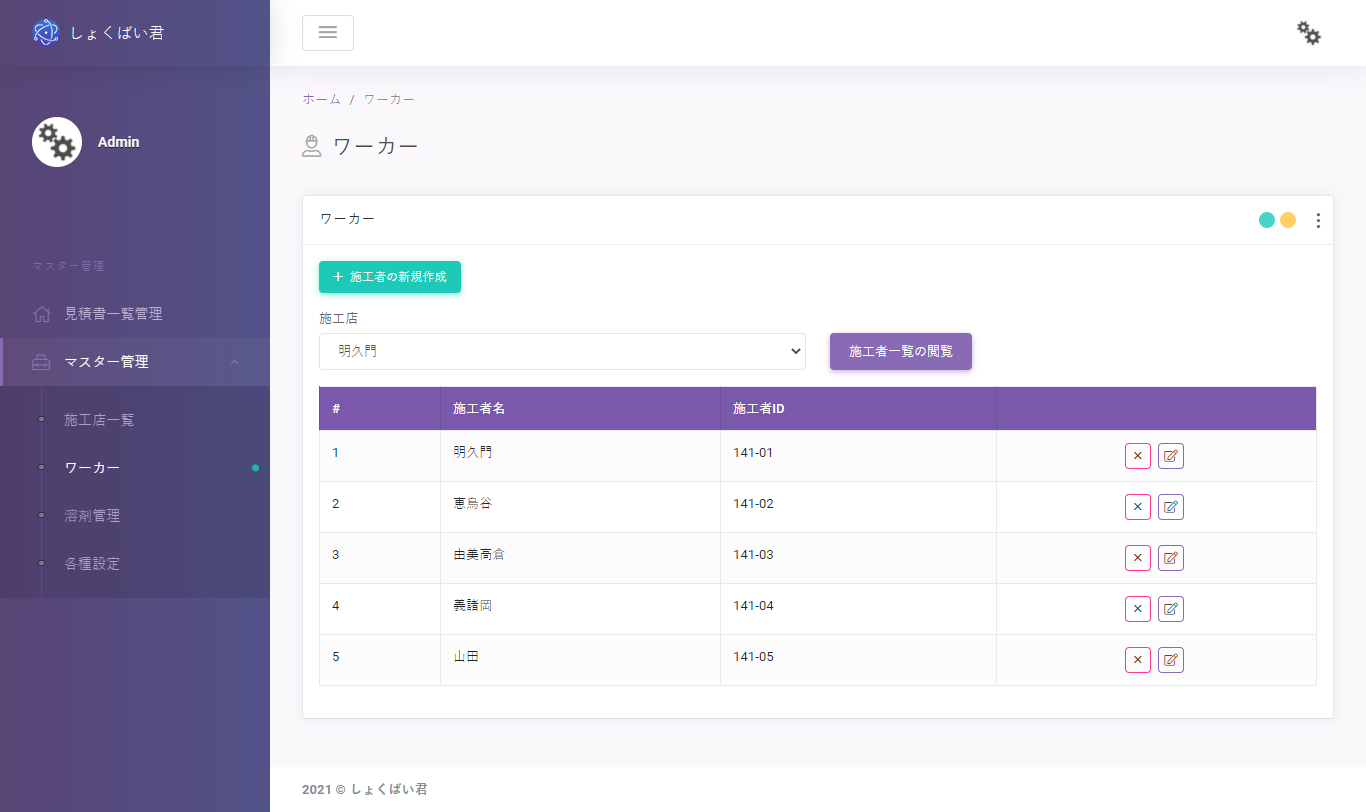 しょくばい君
Admin
マスター管理
見積書一覧管理
マスター管理
施工店一覧
ワーカー
溶剤管理
各種設定
ホーム / ワーカー
ワーカー
ワーカー
+ 施工者の新規作成
施工店
明久門
施工者一覧の閲覧
# 施工者名 施工者ID
1 明久門 141-01
2 恵烏谷 141-02
3 由美高倉 141-03
4 義諸岡 141-04
5 山田 141-05
2021 © しょくばい君